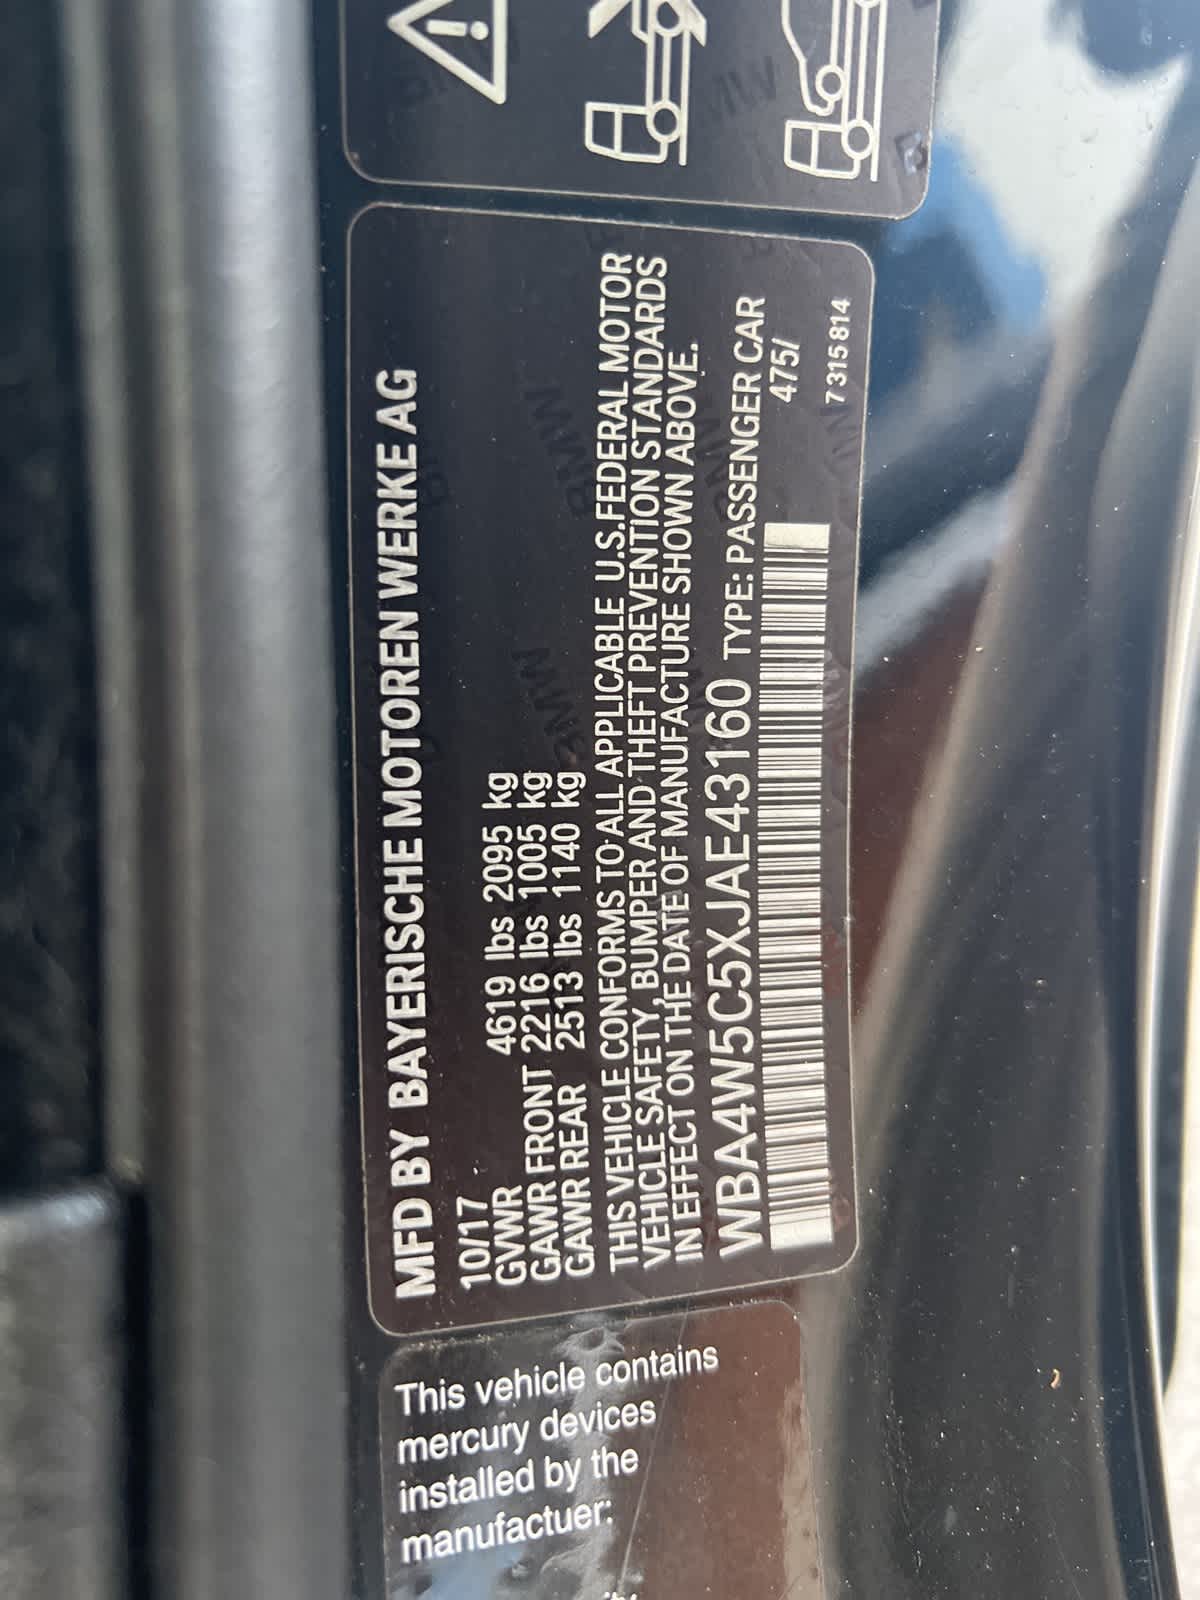 MFD BY BAYERISCHE MOTOREN WERKE AG
10/17
GVWR 4619 lbs 2095 kg
GAWR FRONT 2216 lbs 1005 kg
GAWR REAR 2513 lbs 1140 kg
THIS VEHICLE CONFORMS TO ALL APPLICABLE U.S.FEDERAL MOTOR
VEHICLE SAFETY, BUMPER AND THEFT PREVENTION STANDARDS
IN EFFECT ON THE DATE OF MANUFACTURE SHOWN ABOVE.
WBA4W5C5XJAE43160 TYPE: PASSENGER CAR
475/
7 315 814
This vehicle contains
mercury devices
installed by the
manufactuer: